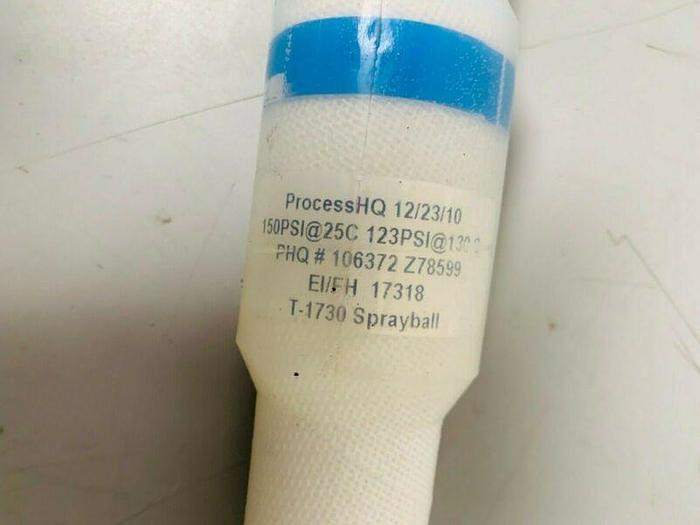 ProcessHQ 12/23/10
150PSI@25C 123PSI@130
PHQ # 106372 Z78599
EI/FH 17318
T-1730 Sprayball